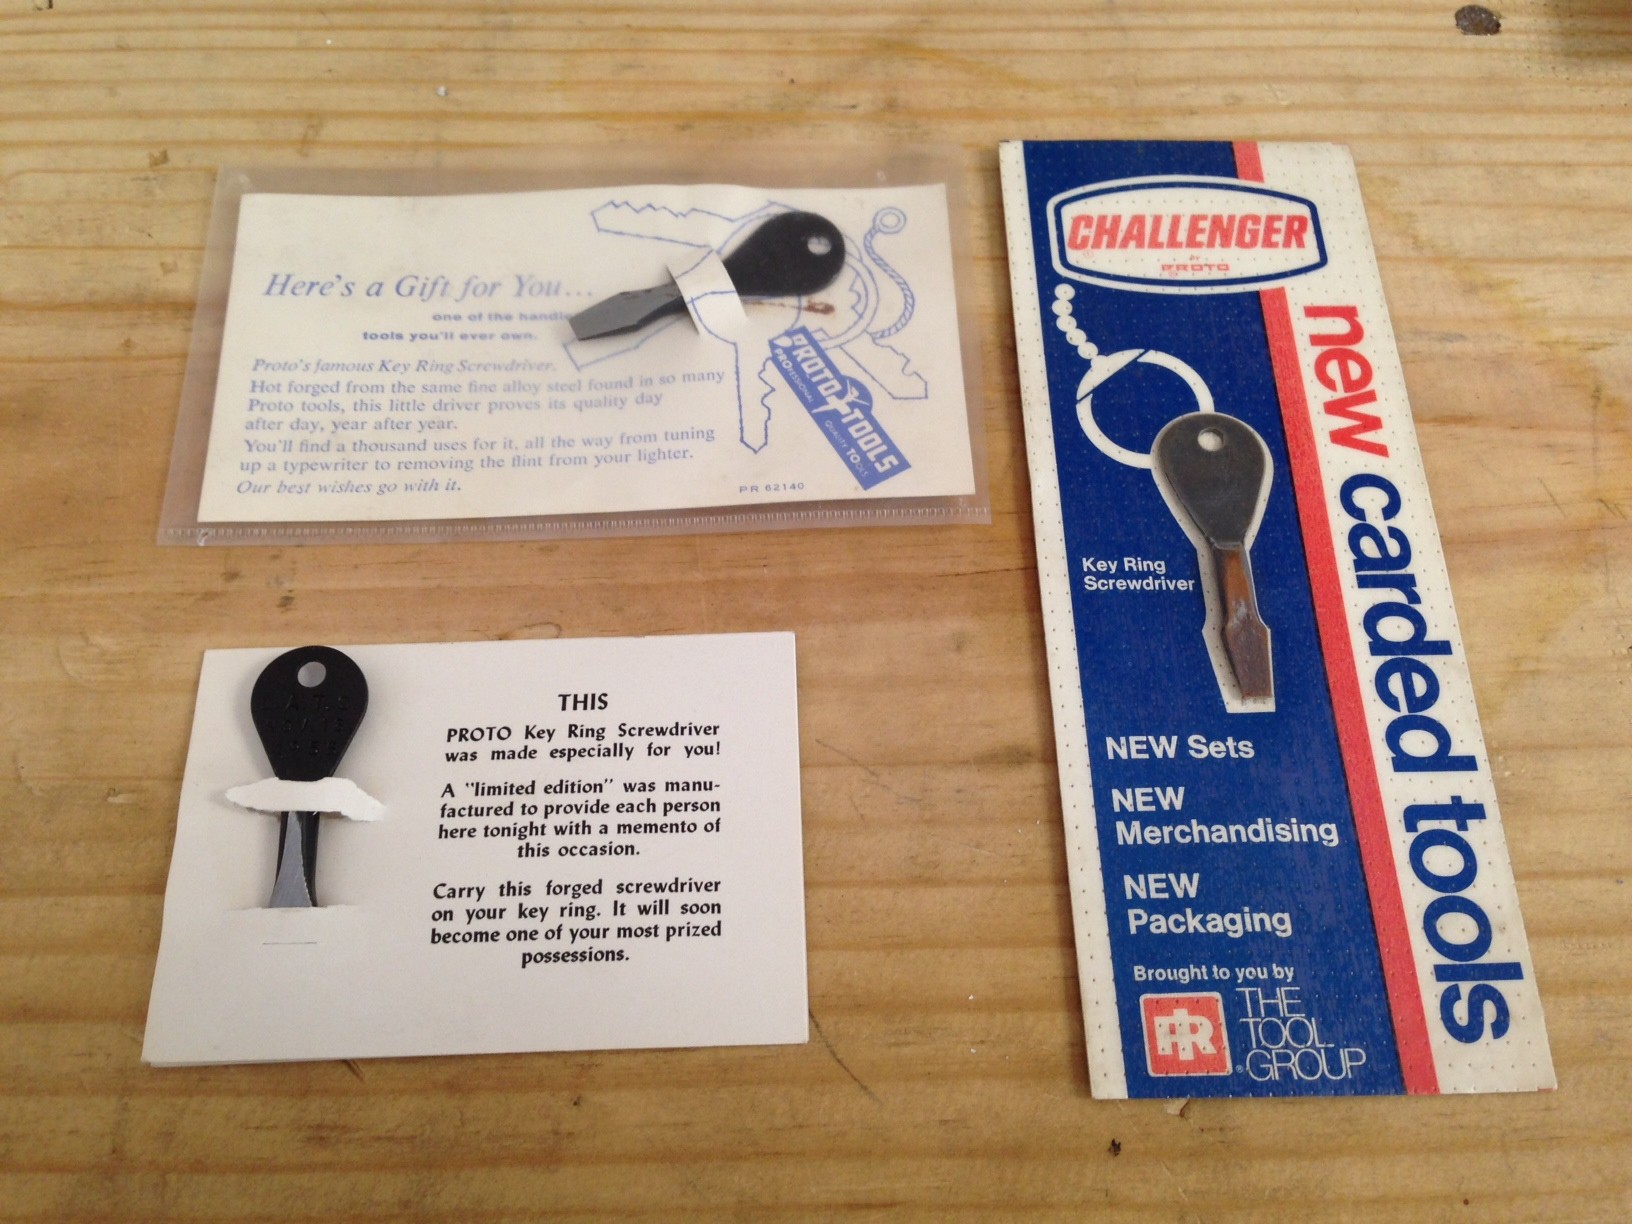 Here's a Gift for You...
one of the handie
tools you'll ever own.
Proto's famous Key Ring Screwdriver.
Hot forged from the same fine alloy steel found in so many
Proto tools, this little driver proves its quality day
after day, year after year.
You'll find a thousand uses for it, all the way from tuning
up a typewriter to removing the flint from your lighter.
Our best wishes go with it.
PR 62140
PROTO TOOLS
PROFESSIONAL QUALITY TOOLS
THIS
PROTO Key Ring Screwdriver
was made especially for you!
A "limited edition" was manu-
factured to provide each person
here tonight with a memento of
this occasion.
Carry this forged screwdriver
on your key ring. It will soon
become one of your most prized
possessions.
CHALLENGER
®
by
PROTO
new carded tools
Key Ring
Screwdriver
NEW Sets
NEW
Merchandising
NEW
Packaging
Brought to you by
IR
®
THE
TOOL
GROUP